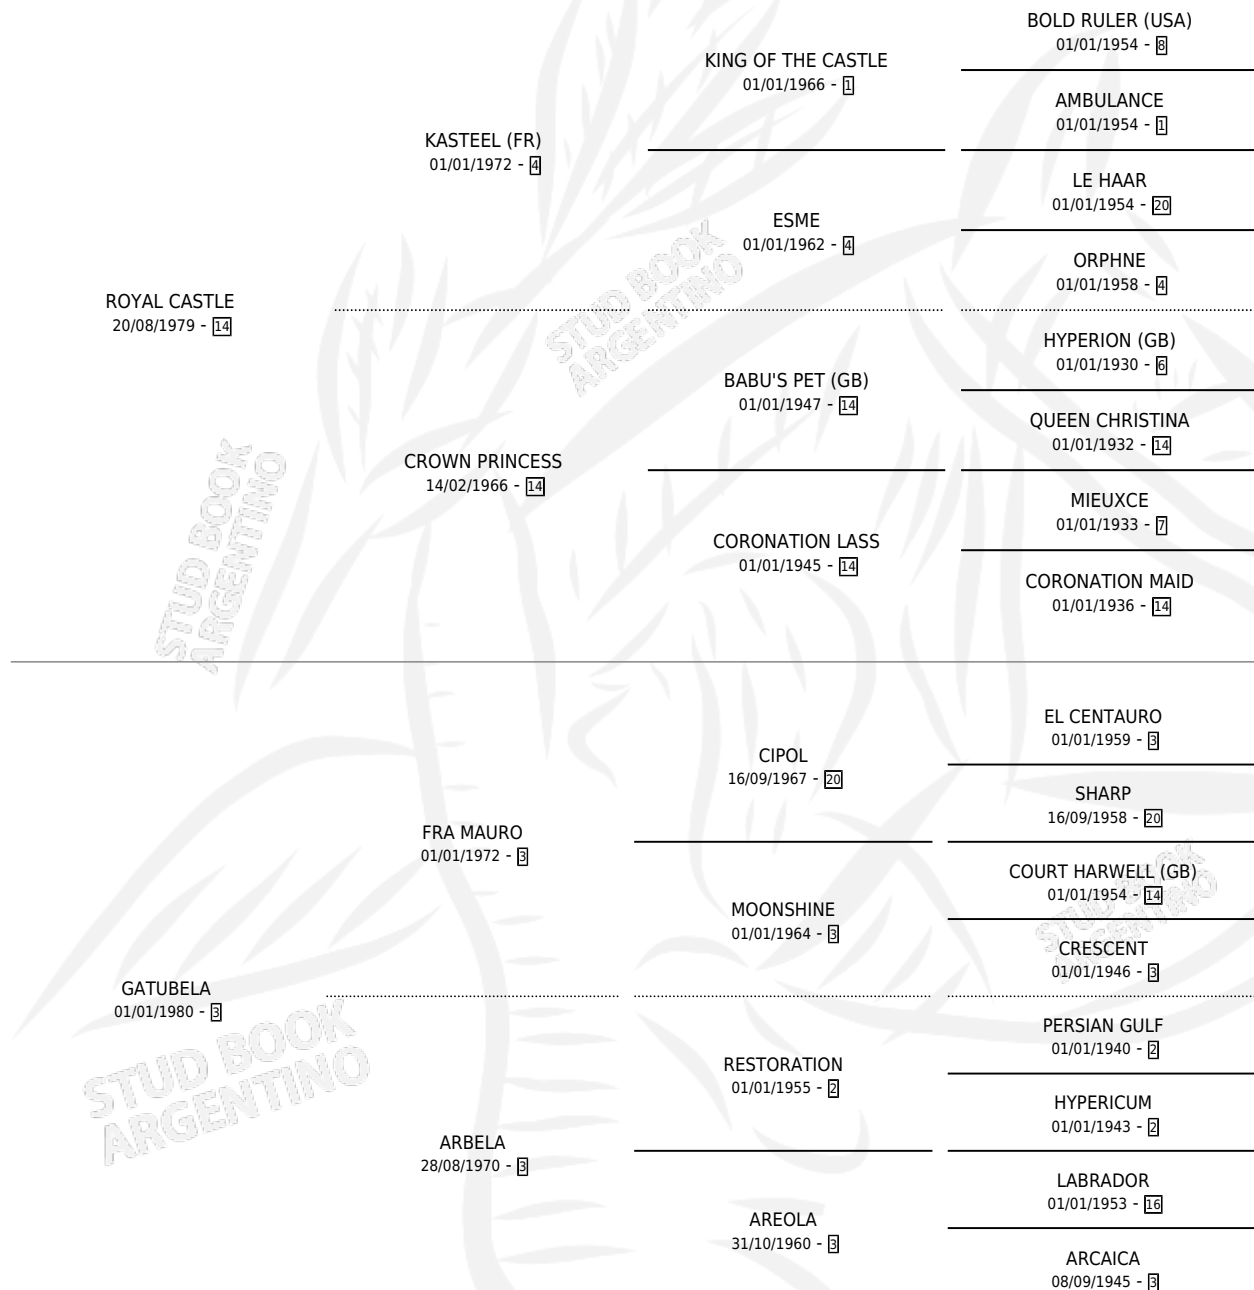 BOLD RULER (USA)
01/01/1954 - 8
KING OF THE CASTLE
01/01/1966 - 1
AMBULANCE
01/01/1954 - 1
KASTEEL (FR)
01/01/1972 - 4
LE HAAR
01/01/1954 - 20
ESME
01/01/1962 - 4
ORPHNE
01/01/1958 - 4
ROYAL CASTLE
20/08/1979 - 14
HYPERION (GB)
01/01/1930 - 6
BABU'S PET (GB)
01/01/1947 - 14
QUEEN CHRISTINA
01/01/1932 - 14
CROWN PRINCESS
14/02/1966 - 14
MIEUXCE
01/01/1933 - 7
CORONATION LASS
01/01/1945 - 14
CORONATION MAID
01/01/1936 - 14
EL CENTAURO
01/01/1959 - 3
CIPOL
16/09/1967 - 20
SHARP
16/09/1958 - 20
FRA MAURO
01/01/1972 - 3
COURT HARWELL (GB)
01/01/1954 - 14
MOONSHINE
01/01/1964 - 3
CRESCENT
01/01/1946 - 3
GATUBELA
01/01/1980 - 3
PERSIAN GULF
01/01/1940 - 2
RESTORATION
01/01/1955 - 2
HYPERICUM
01/01/1943 - 2
ARBELA
28/08/1970 - 3
LABRADOR
01/01/1953 - 16
AREOLA
31/10/1960 - 3
ARCAICA
08/09/1945 - 3
STUD BOOK
ARGENTINO
STUD BOOK
ARGENTINO
STUD BOOK
ARGENTINO
STUD BOOK
ARGENTINO